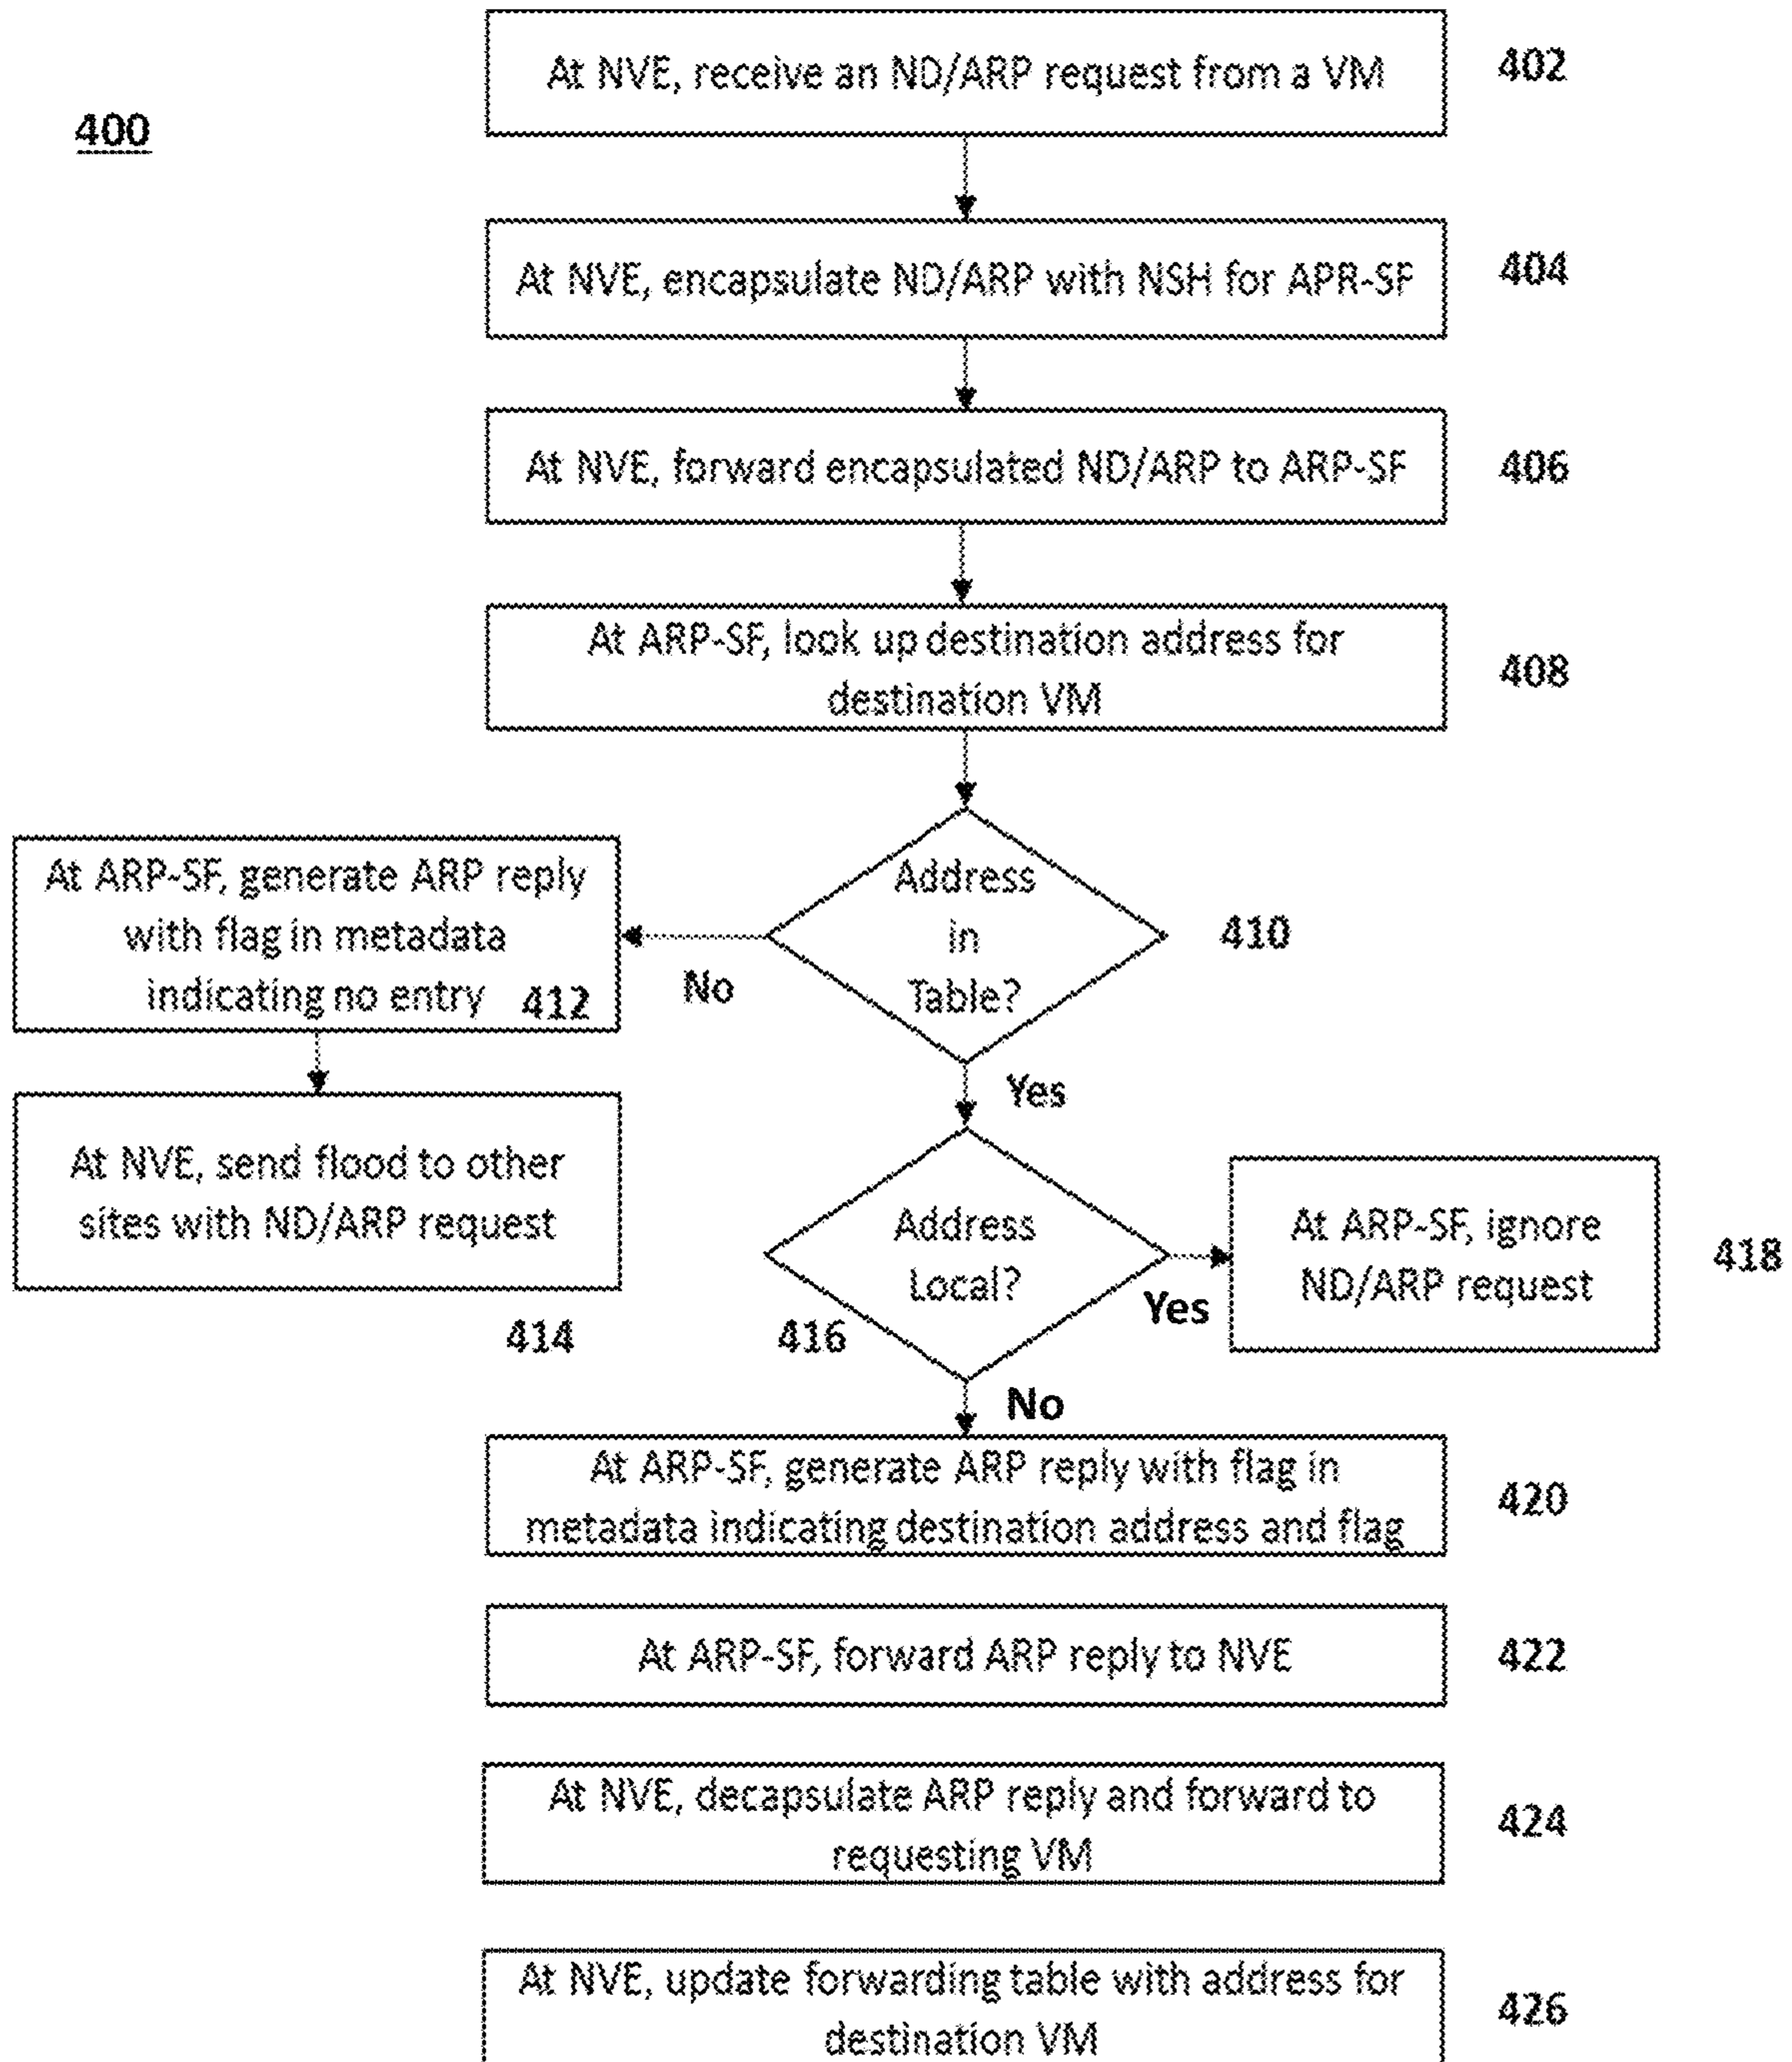 400
At NVE, receive an ND/ARP request from a VM
402
At NVE, encapsulate ND/ARP with NSH for APR-SF
404
At NVE, forward encapsulated ND/ARP to ARP-SF
406
At ARP-SF, look up destination address for
destination VM
408
Address
in
Table?
410
No
At ARP-SF, generate ARP reply
with flag in metadata
indicating no entry
412
At NVE, send flood to other
sites with ND/ARP request
414
Yes
Address
Local?
416
Yes
At ARP-SF, ignore
ND/ARP request
418
No
At ARP-SF, generate ARP reply with flag in
metadata indicating destination address and flag
420
At ARP-SF, forward ARP reply to NVE
422
At NVE, decapsulate ARP reply and forward to
requesting VM
424
At NVE, update forwarding table with address for
destination VM
426